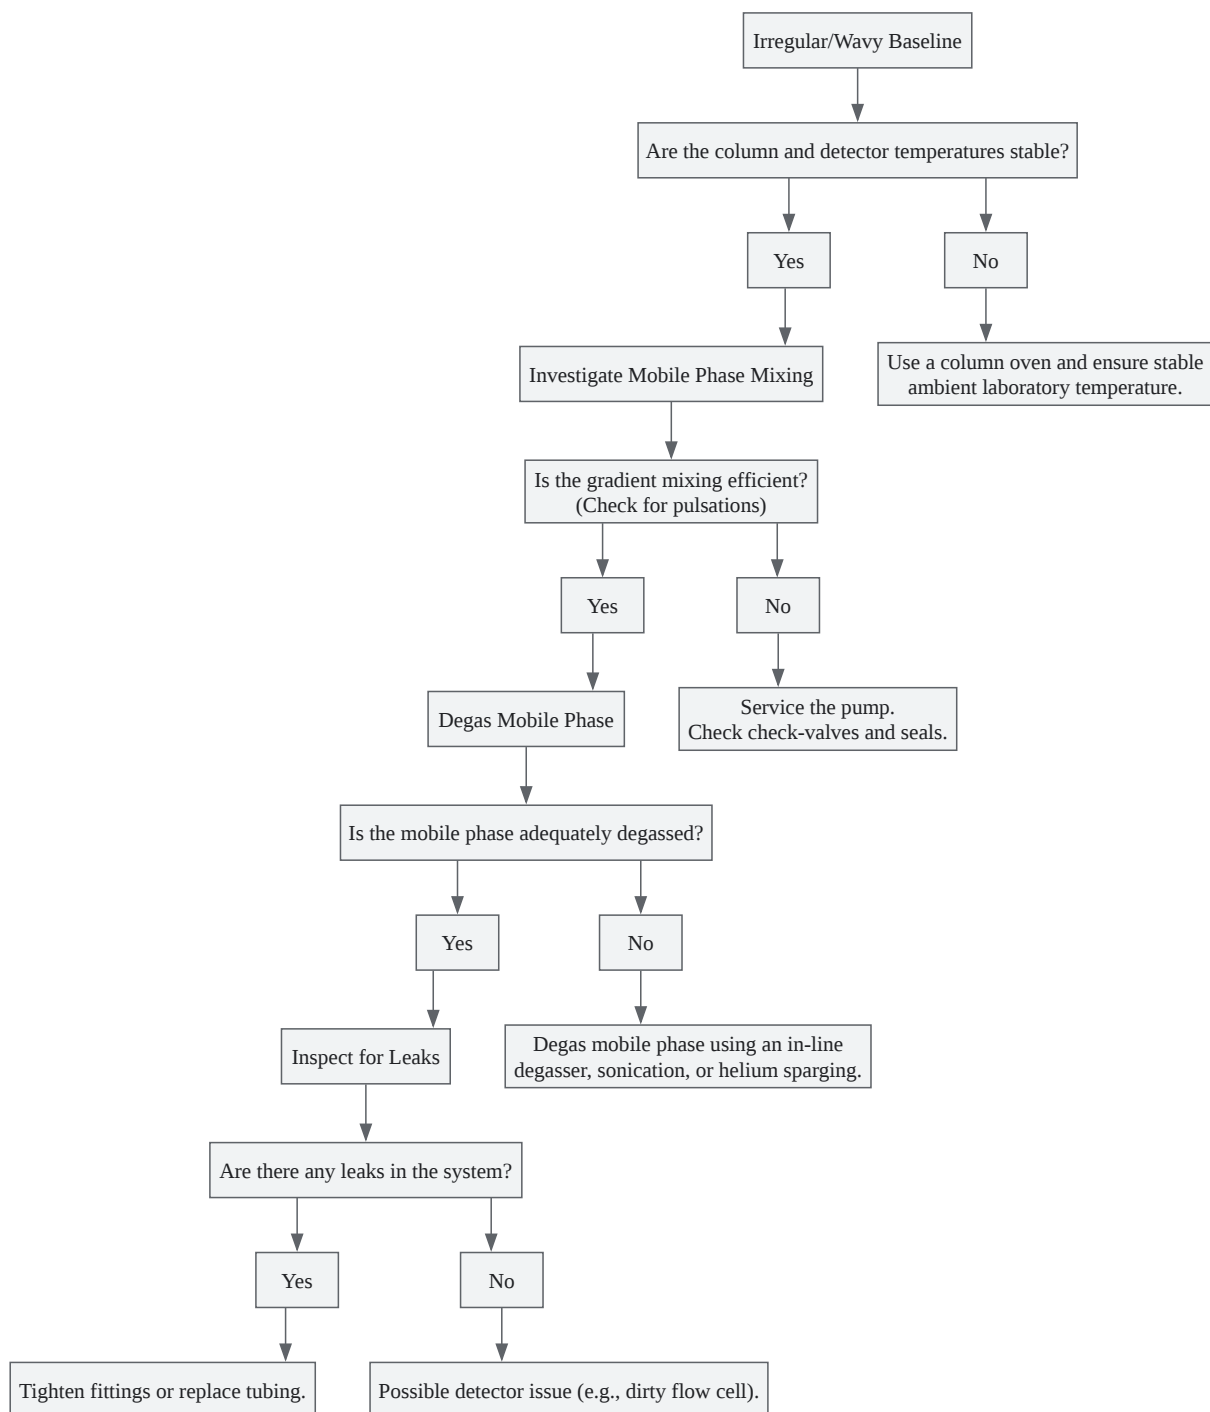 Irregular/Wavy Baseline
Are the column and detector temperatures stable?
Yes
No
Investigate Mobile Phase Mixing
Use a column oven and ensure stable
ambient laboratory temperature.
Is the gradient mixing efficient?
(Check for pulsations)
Yes
No
Degas Mobile Phase
Service the pump.
Check check-valves and seals.
Is the mobile phase adequately degassed?
Yes
No
Inspect for Leaks
Degas mobile phase using an in-line
degasser, sonication, or helium sparging.
Are there any leaks in the system?
Yes
No
Tighten fittings or replace tubing.
Possible detector issue (e.g., dirty flow cell).